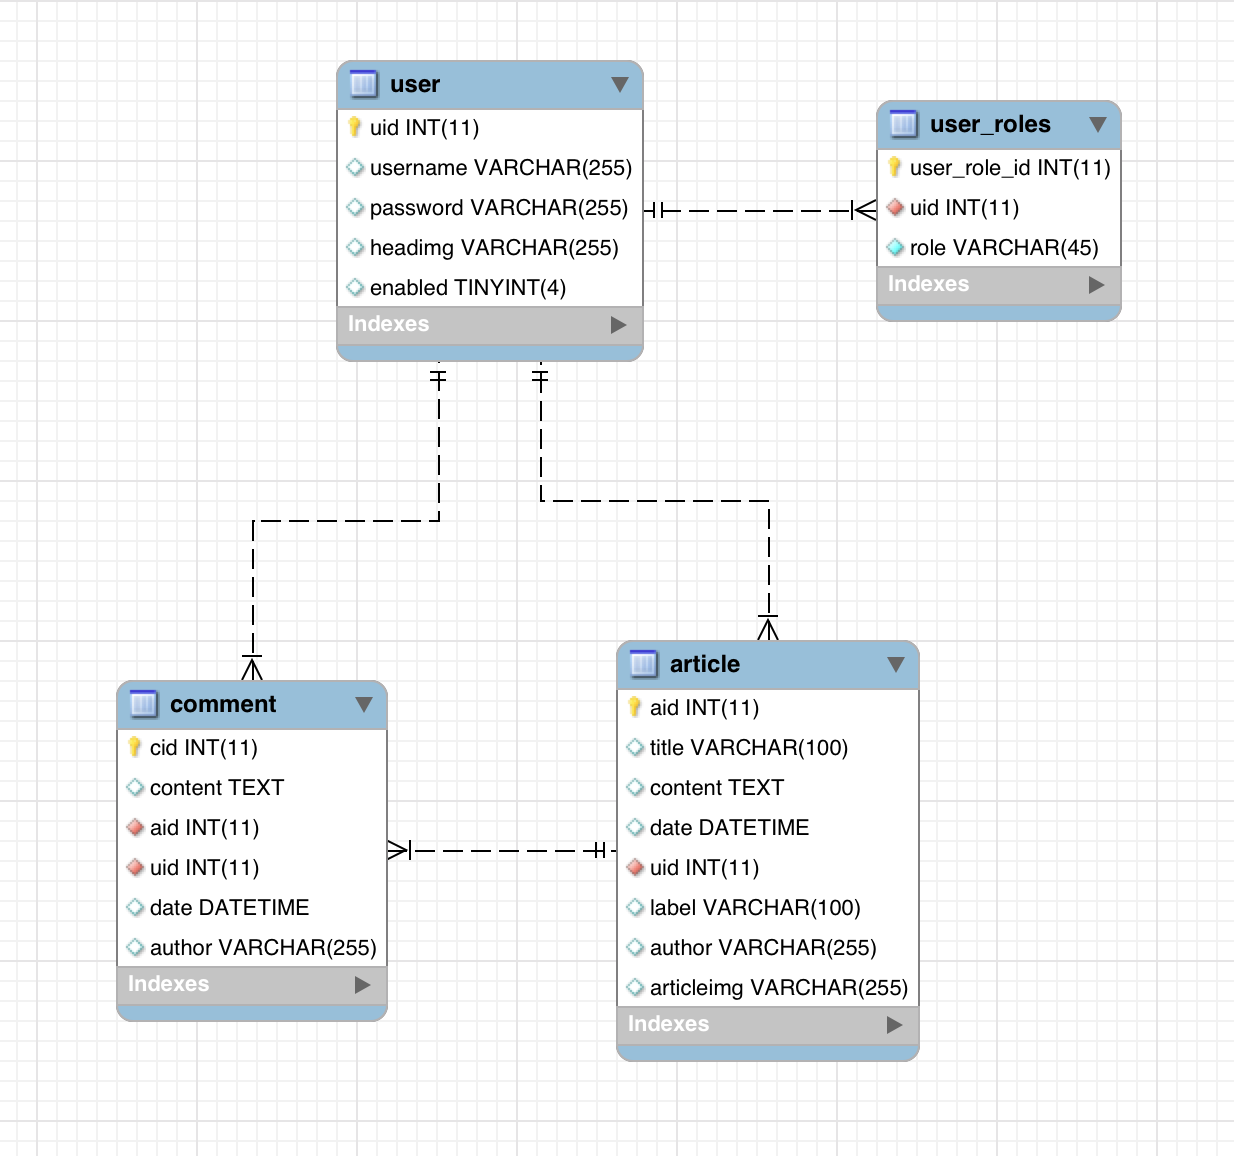 user
uid INT(11)
username VARCHAR(255)
password VARCHAR(255)
headimg VARCHAR(255)
enabled TINYINT(4)
Indexes
user_roles
user_role_id INT(11)
uid INT(11)
role VARCHAR(45)
Indexes
comment
cid INT(11)
content TEXT
aid INT(11)
uid INT(11)
date DATETIME
author VARCHAR(255)
Indexes
article
aid INT(11)
title VARCHAR(100)
content TEXT
date DATETIME
uid INT(11)
label VARCHAR(100)
author VARCHAR(255)
articleimg VARCHAR(255)
Indexes